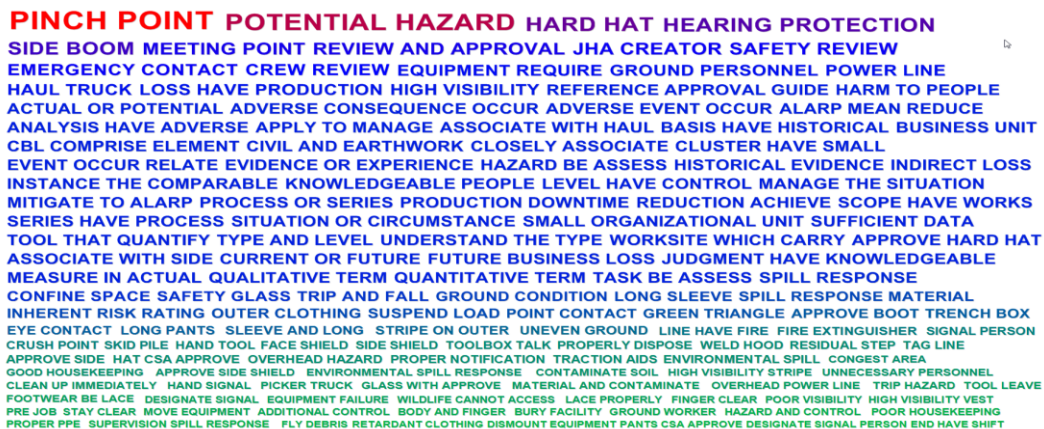 PINCH POINT POTENTIAL HAZARD HARD HAT HEARING PROTECTION
SIDE BOOM MEETING POINT REVIEW AND APPROVAL JHA CREATOR SAFETY REVIEW
EMERGENCY CONTACT CREW REVIEW EQUIPMENT REQUIRE GROUND PERSONNEL POWER LINE
HAUL TRUCK LOSS HAVE PRODUCTION HIGH VISIBILITY REFERENCE APPROVAL GUIDE HARM TO PEOPLE
ACTUAL OR POTENTIAL ADVERSE CONSEQUENCE OCCUR ADVERSE EVENT OCCUR ALARP MEAN REDUCE
ANALYSIS HAVE ADVERSE APPLY TO MANAGE ASSOCIATE WITH HAUL BASIS HAVE HISTORICAL BUSINESS UNIT
CBL COMPRISE ELEMENT CIVIL AND EARTHWORK CLOSELY ASSOCIATE CLUSTER HAVE SMALL
EVENT OCCUR RELATE EVIDENCE OR EXPERIENCE HAZARD BE ASSESS HISTORICAL EVIDENCE INDIRECT LOSS
INSTANCE THE COMPARABLE KNOWLEDGEABLE PEOPLE LEVEL HAVE CONTROL MANAGE THE SITUATION
MITIGATE TO ALARP PROCESS OR SERIES PRODUCTION DOWNTIME REDUCTION ACHIEVE SCOPE HAVE WORKS
SERIES HAVE PROCESS SITUATION OR CIRCUMSTANCE SMALL ORGANIZATIONAL UNIT SUFFICIENT DATA
TOOL THAT QUANTIFY TYPE AND LEVEL UNDERSTAND THE TYPE WORKSITE WHICH CARRY APPROVE HARD HAT
ASSOCIATE WITH SIDE CURRENT OR FUTURE FUTURE BUSINESS LOSS JUDGMENT HAVE KNOWLEDGEABLE
MEASURE IN ACTUAL QUALITATIVE TERM QUANTITATIVE TERM TASK BE ASSESS SPILL RESPONSE
CONFINE SPACE SAFETY GLASS TRIP AND FALL GROUND CONDITION LONG SLEEVE SPILL RESPONSE MATERIAL
INHERENT RISK RATING OUTER CLOTHING SUSPEND LOAD POINT CONTACT GREEN TRIANGLE APPROVE BOOT TRENCH BOX
EYE CONTACT LONG PANTS SLEEVE AND LONG STRIPE ON OUTER UNEVEN GROUND LINE HAVE FIRE FIRE EXTINGUISHER SIGNAL PERSON
CRUSH POINT SKID PILE HAND TOOL FACE SHIELD SIDE SHIELD TOOLBOX TALK PROPERLY DISPOSE WELD HOOD RESIDUAL STEP TAG LINE
APPROVE SIDE HAT CSA APPROVE OVERHEAD HAZARD PROPER NOTIFICATION TRACTION AIDS ENVIRONMENTAL SPILL CONGEST AREA
GOOD HOUSEKEEPING APPROVE SIDE SHIELD ENVIRONMENTAL SPILL RESPONSE CONTAMINATE SOIL HIGH VISIBILITY STRIPE UNNECESSARY PERSONNEL
CLEAN UP IMMEDIATELY HAND SIGNAL PICKER TRUCK GLASS WITH APPROVE MATERIAL AND CONTAMINATE OVERHEAD POWER LINE TRIP HAZARD TOOL LEAVE
FOOTWEAR BE LACE DESIGNATE SIGNAL EQUIPMENT FAILURE WILDLIFE CANNOT ACCESS LACE PROPERLY FINGER CLEAR POOR VISIBILITY HIGH VISIBILITY VEST
PRE JOB STAY CLEAR MOVE EQUIPMENT ADDITIONAL CONTROL BODY AND FINGER BURY FACILITY GROUND WORKER HAZARD AND CONTROL POOR HOUSEKEEPING
PROPER PPE SUPERVISION SPILL RESPONSE FLY DEBRIS RETARDANT CLOTHING DISMOUNT EQUIPMENT PANTS CSA APPROVE DESIGNATE SIGNAL PERSON END HAVE SHIFT